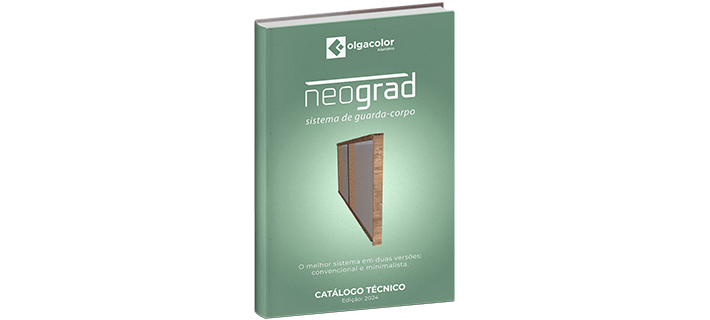 olgacolor
Alumínio
neograd
sistema de guarda-corpo
O melhor sistema em duas versões:
convencional e minimalista.
CATÁLOGO TÉCNICO
Edição: 2024